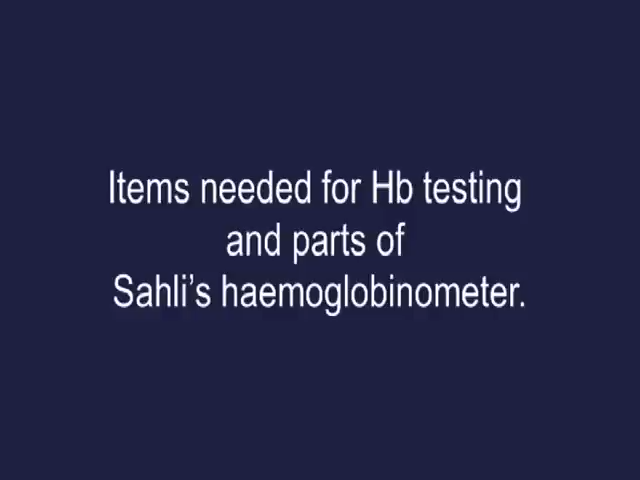 Items needed for Hb testing
and parts of
Sahli’s haemoglobinometer.